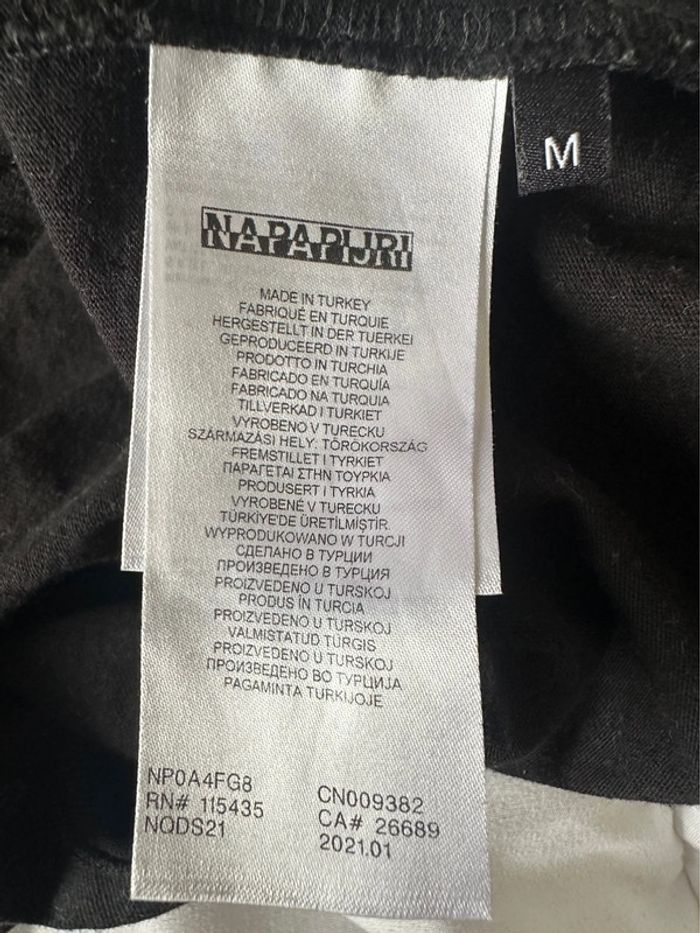 M
NAPAPIJRI
MADE IN TURKEY
FABRIQUÉ EN TURQUIE
HERGESTELLT IN DER TUERKEI
GEPRODUCEERD IN TURKIJE
PRODOTTO IN TURCHIA
FABRICADO EN TURQUÍA
FABRICADO NA TURQUIA
TILLVERKAD I TURKIET
VYROBENO V TURECKU
SZÁRMAZÁSI HELY: TÖRÖKORSZÁG
FREMSTILLET I TYRKIET
ΠΑΡΑΓΕΤΑΙ ΣΤΗΝ ΤΟΥΡΚΙΑ
PRODUSERT I TYRKIA
VYROBENÉ V TURECKU
TÜRKİYE'DE ÜRETİLMİŞTİR.
WYPRODUKOWANO W TURCJI
СДЕЛАНО В ТУРЦИИ
ПРОИЗВЕДЕНО В ТУРЦИЯ
PROIZVEDENO U TURSKOJ
PRODUS ÎN TURCIA
PROIZVEDENO U TURSKOJ
VALMISTATUD TÜRGIS
PROIZVEDENO U TURSKOJ
ПРОИЗВЕДЕНО ВО ТУРЦИЈА
PAGAMINTA TURKIJOJE
NP0A4FG8
RN# 115435
NODS21
CN009382
CA# 26689
2021.01